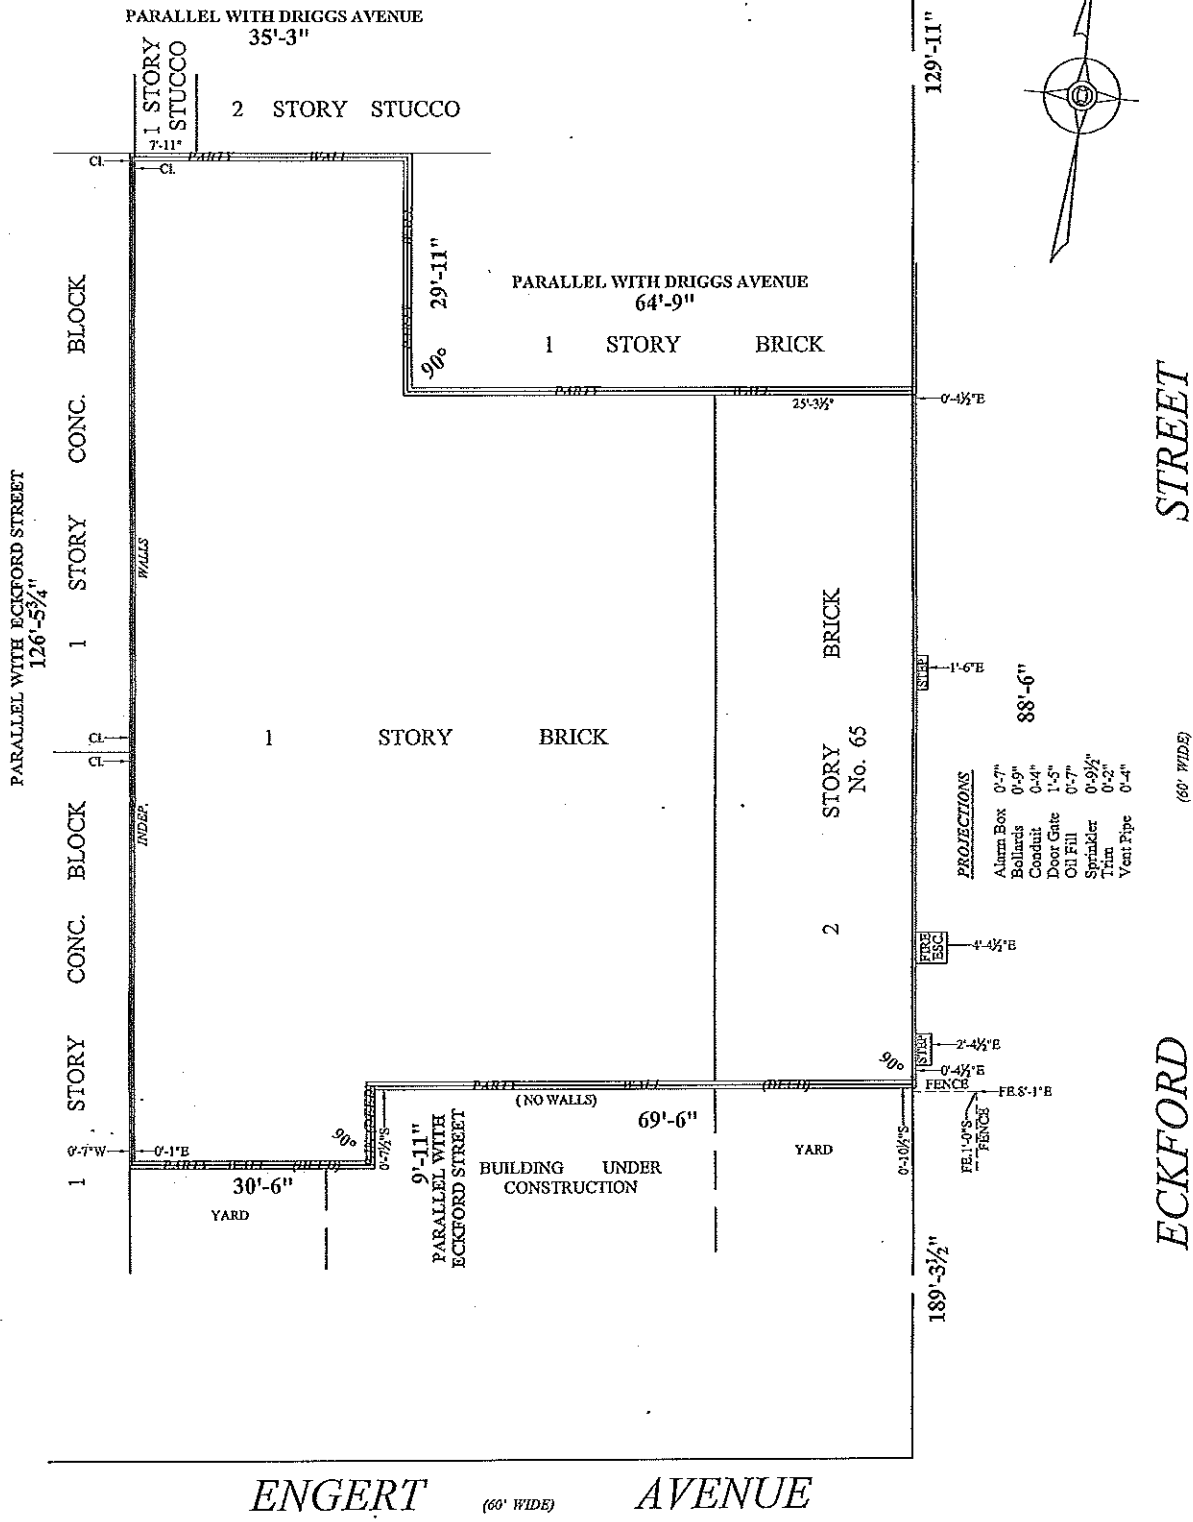 PARALLEL WITH DRIGGS AVENUE
35'-3"
129'-11"
1 STORY
STUCCO
2 STORY STUCCO
7'-11"
CL
CL
PARTY WALL
29'-11"
90°
PARALLEL WITH DRIGGS AVENUE
64'-9"
1 STORY BRICK
PARTY WALL
25'-3½"
0'-4½"E
STREET
PARALLEL WITH ECKFORD STREET
126'-5¾"
1 STORY CONC. BLOCK
WALLS
CL
CL
INDEP.
1 STORY BRICK
2 STORY BRICK
No. 65
STEP
1'-6"E
88'-6"
(60' WIDE)
PROJECTIONS
Alarm Box 0'-7"
Bollards 0'-9"
Conduit 0'-4"
Door Gate 1'-5"
Oil Fill 0'-7"
Sprinkler 0'-9½"
Trim 0'-2"
Vent Pipe 0'-4"
1 STORY CONC. BLOCK
FIRE
ESC.
4'-4½"E
STEP
2'-4½"E
0'-4½"E
90°
FENCE
FE.8'-1"E
FE.1'-0"S
FENCE
PARTY WALL (DEED)
(NO WALLS)
69'-6"
0'-7"W
0'-1"E
90°
0'-7½"S
9'-11"
PARALLEL WITH
ECKFORD STREET
PARTY WALL (DEED)
30'-6"
YARD
BUILDING UNDER
CONSTRUCTION
YARD
0'-10½"S
189'-3½"
ECKFORD
ENGERT (60' WIDE) AVENUE